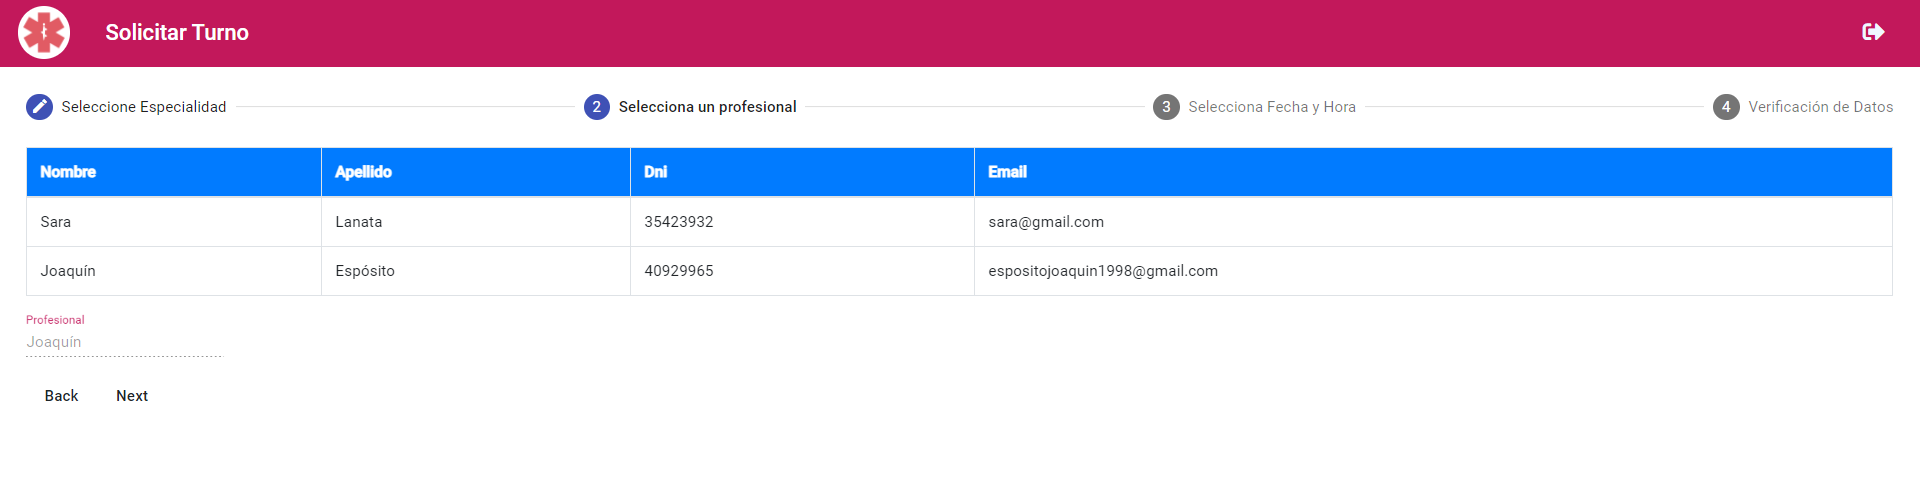 Solicitar Turno
Seleccione Especialidad 2 Selecciona un profesional 3 Selecciona Fecha y Hora 4 Verificación de Datos
Nombre Apellido Dni Email
Sara Lanata 35423932 sara@gmail.com
Joaquín Espósito 40929965 espositojoaquin1998@gmail.com
Profesional
Joaquín
Back Next